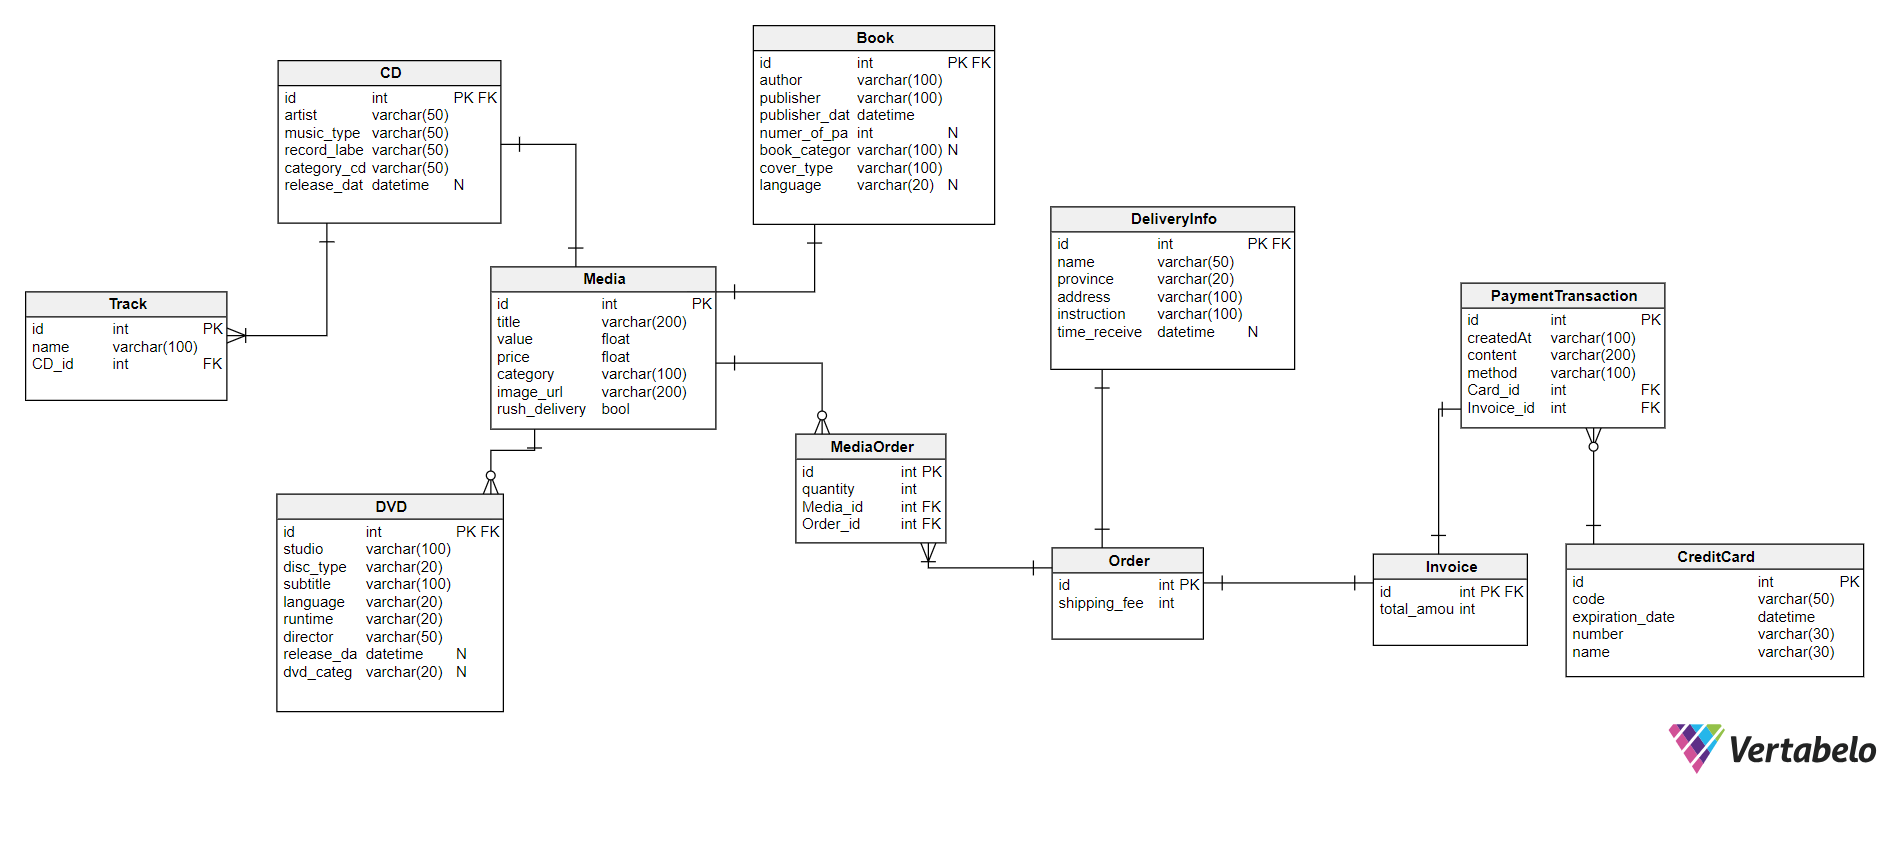 Book
id int PK FK
author varchar(100)
publisher varchar(100)
publisher_dat datetime
numer_of_pa int N
book_categor varchar(100) N
cover_type varchar(100)
language varchar(20) N
CD
id int PK FK
artist varchar(50)
music_type varchar(50)
record_labe varchar(50)
category_cd varchar(50)
release_dat datetime N
DeliveryInfo
id int PK FK
name varchar(50)
province varchar(20)
address varchar(100)
instruction varchar(100)
time_receive datetime N
Media
id int PK
title varchar(200)
value float
price float
category varchar(100)
image_url varchar(200)
rush_delivery bool
Track
id int PK
name varchar(100)
CD_id int FK
PaymentTransaction
id int PK
createdAt varchar(100)
content varchar(200)
method varchar(100)
Card_id int FK
Invoice_id int FK
MediaOrder
id int PK
quantity int
Media_id int FK
Order_id int FK
DVD
id int PK FK
studio varchar(100)
disc_type varchar(20)
subtitle varchar(100)
language varchar(20)
runtime varchar(20)
director varchar(50)
release_da datetime N
dvd_categ varchar(20) N
Order
id int PK
shipping_fee int
Invoice
id int PK FK
total_amou int
CreditCard
id int PK
code varchar(50)
expiration_date datetime
number varchar(30)
name varchar(30)
Vertabelo